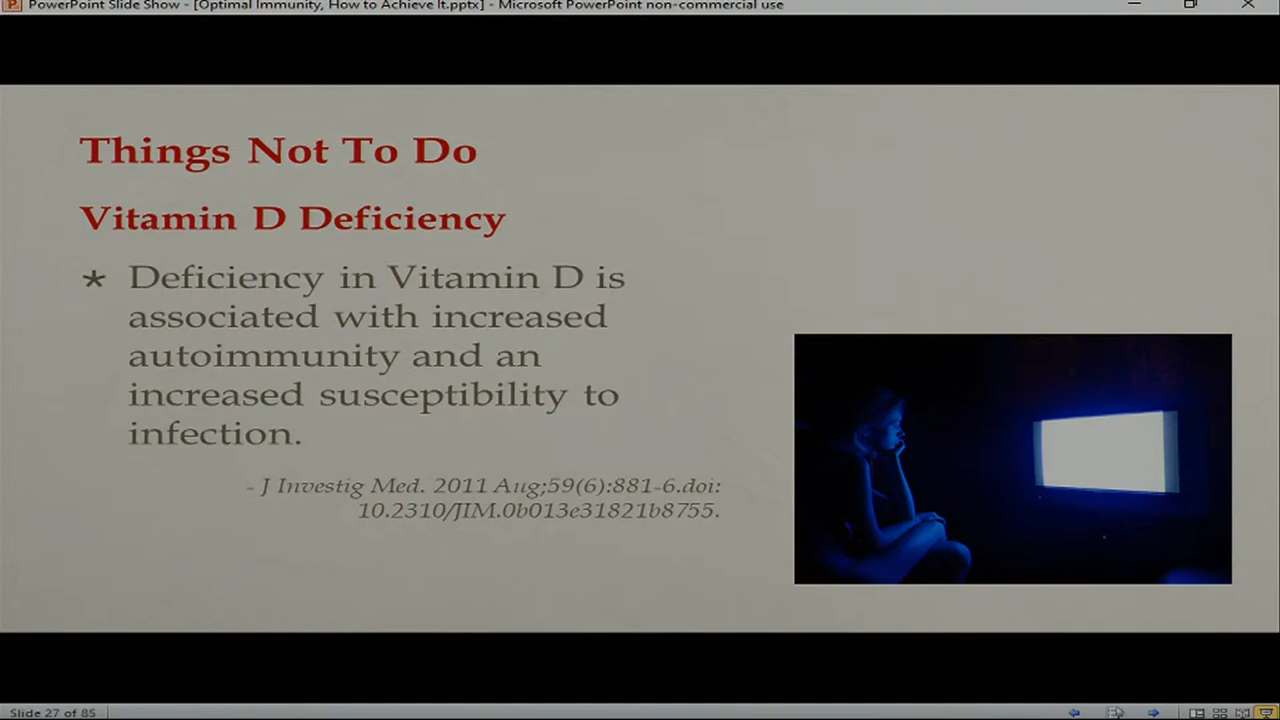 PowerPoint Slide Show - [Optimal Immunity, How to Achieve It.pptx] - Microsoft PowerPoint non-commercial use
Things Not To Do
Vitamin D Deficiency
* Deficiency in Vitamin D is
associated with increased
autoimmunity and an
increased susceptibility to
infection.
- J Investig Med. 2011 Aug;59(6):881-6.doi:
10.2310/JIM.0b013e31821b8755.
Slide 27 of 85